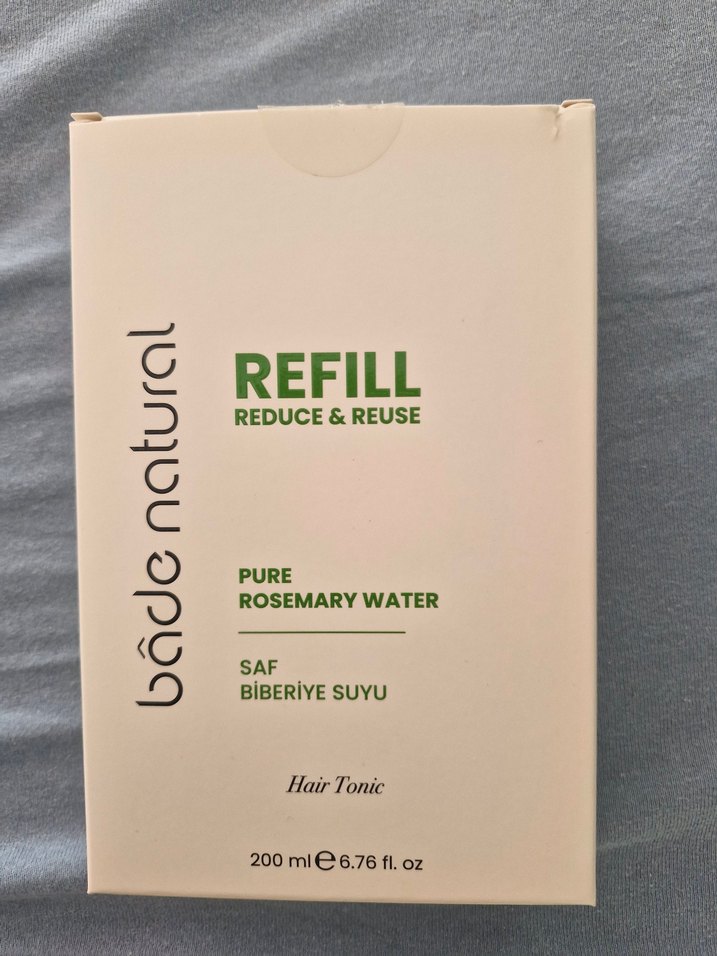 bâde natural
REFILL
REDUCE & REUSE
PURE
ROSEMARY WATER
SAF
BİBERİYE SUYU
Hair Tonic
200 ml ℮ 6.76 fl. oz